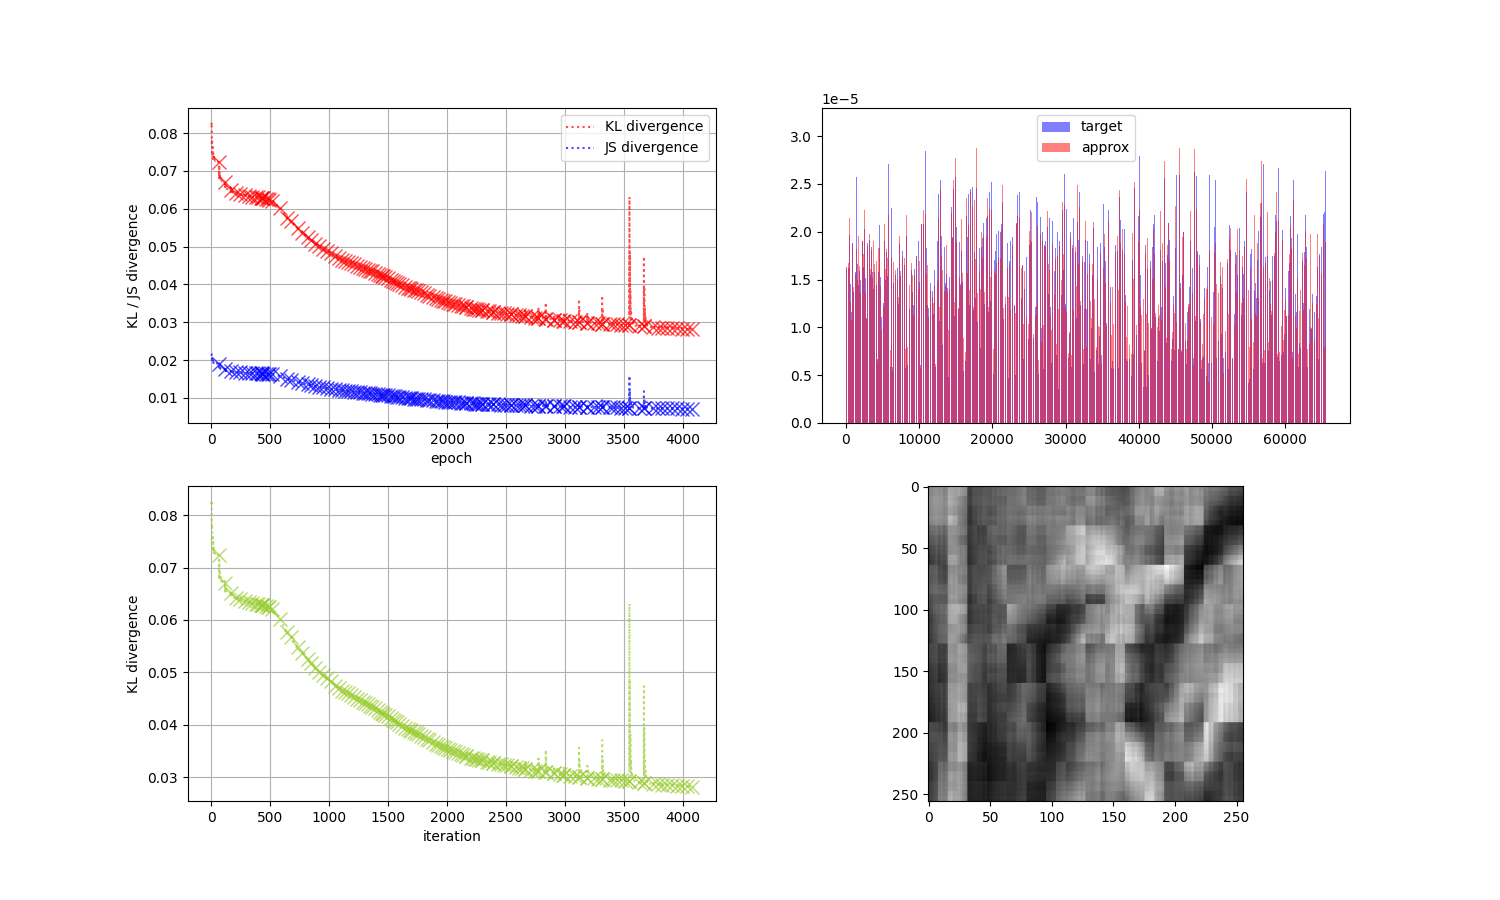 0.08
0.07
0.06
0.05
0.04
0.03
0.02
0.01
KL / JS divergence
KL divergence
JS divergence
0 500 1000 1500 2000 2500 3000 3500 4000
epoch
1e−5
3.0
2.5
2.0
1.5
1.0
0.5
0.0
target
approx
0 10000 20000 30000 40000 50000 60000
0.08
0.07
0.06
0.05
0.04
0.03
KL divergence
0 500 1000 1500 2000 2500 3000 3500 4000
iteration
0
50
100
150
200
250
0 50 100 150 200 250